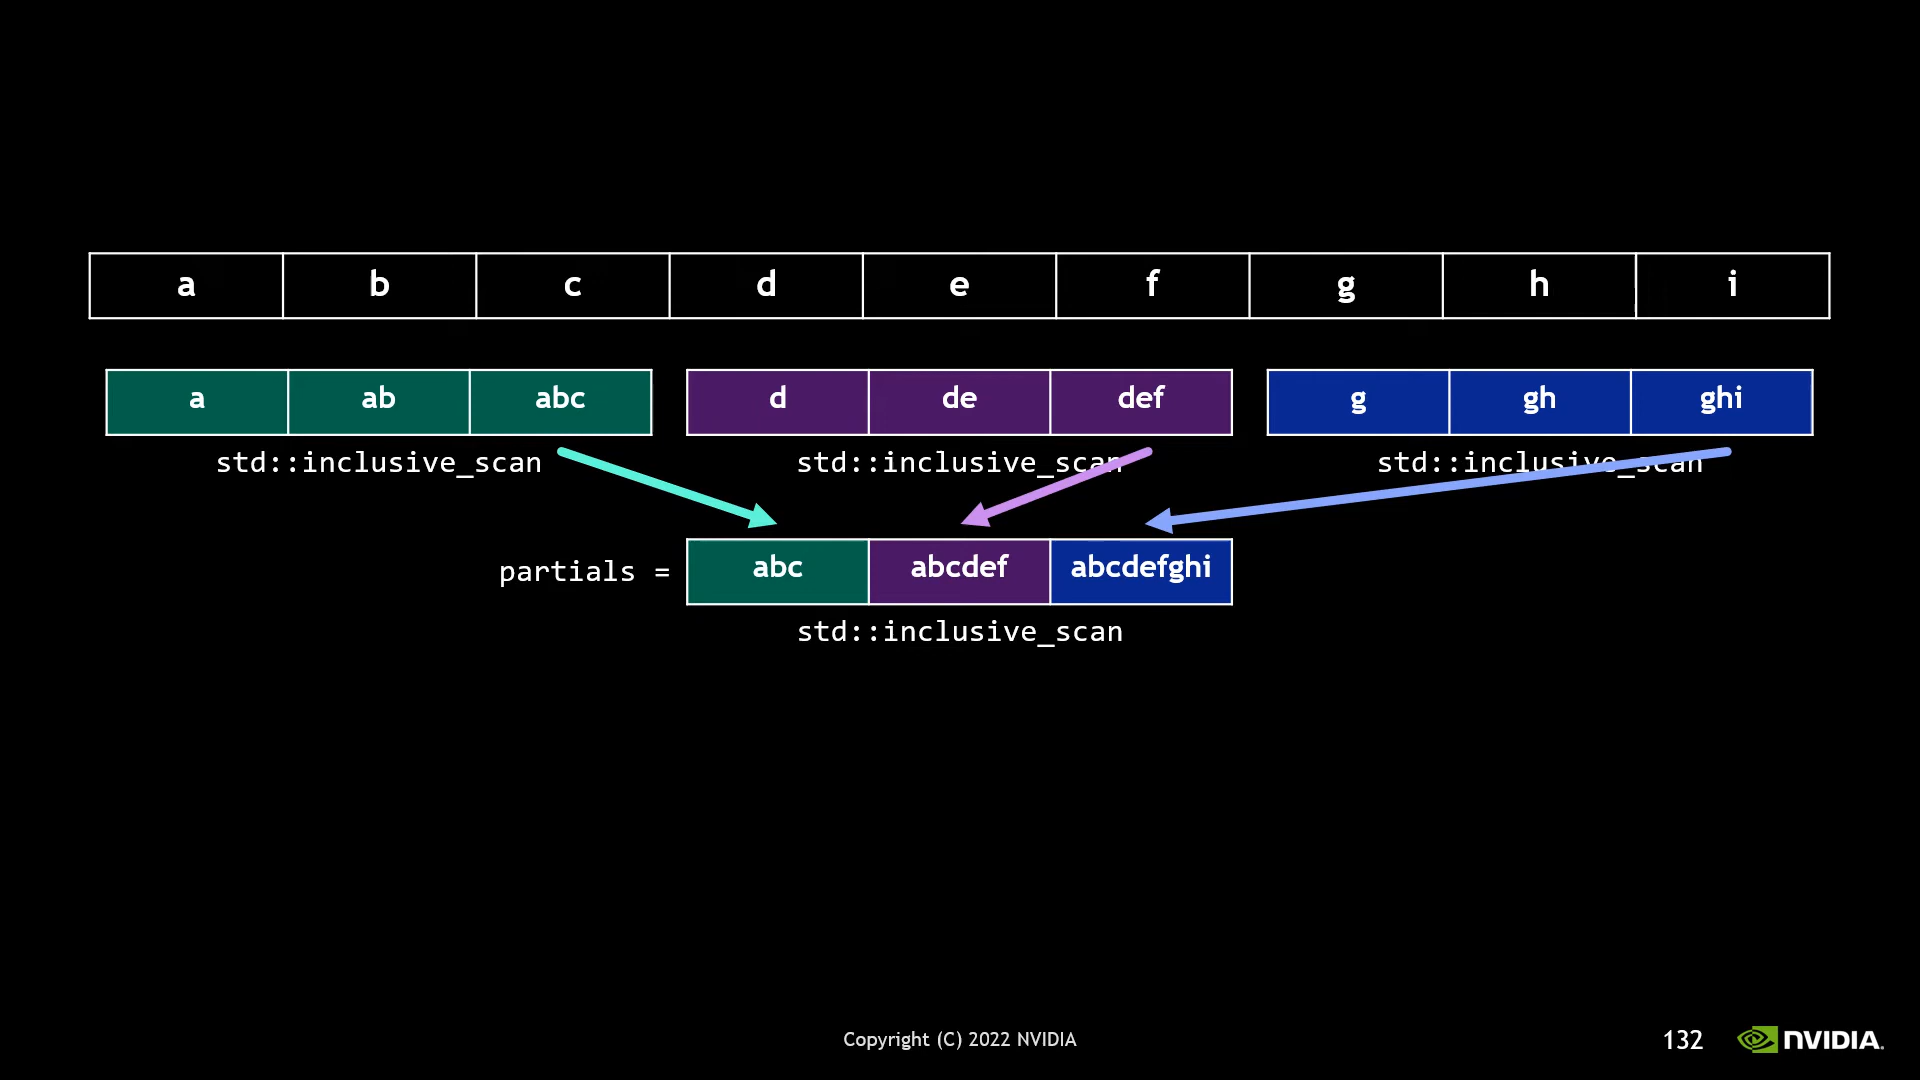 a b c d e f g h i
a ab abc d de def g gh ghi
std::inclusive_scan std::inclusive_scan std::inclusive_scan
partials = abc abcdef abcdefghi
std::inclusive_scan
Copyright (C) 2022 NVIDIA
132
NVIDIA.